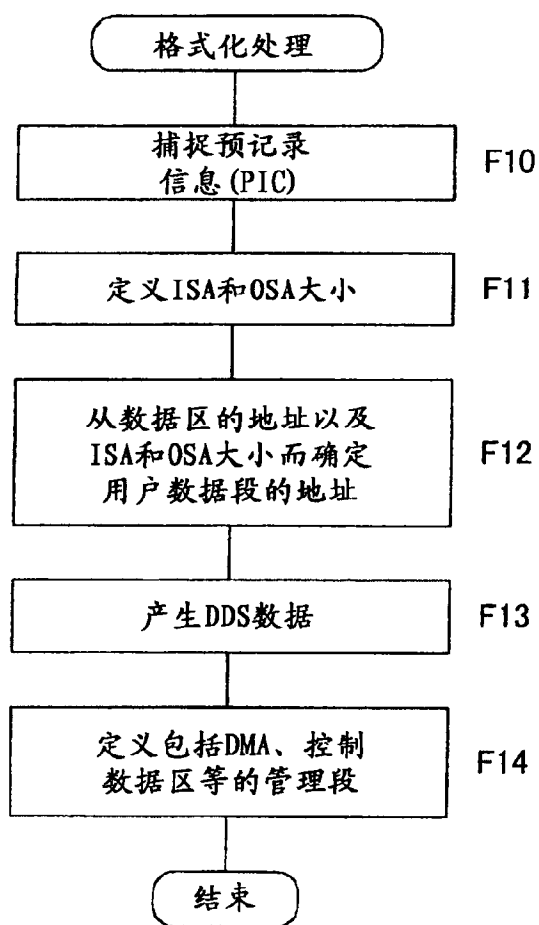 格式化处理
捕捉预记录
信息(PIC)
F10
定义ISA和OSA大小
F11
从数据区的地址以及
ISA和OSA大小而确定
用户数据段的地址
F12
产生DDS数据
F13
定义包括DMA、控制
数据区等的管理段
F14
结束